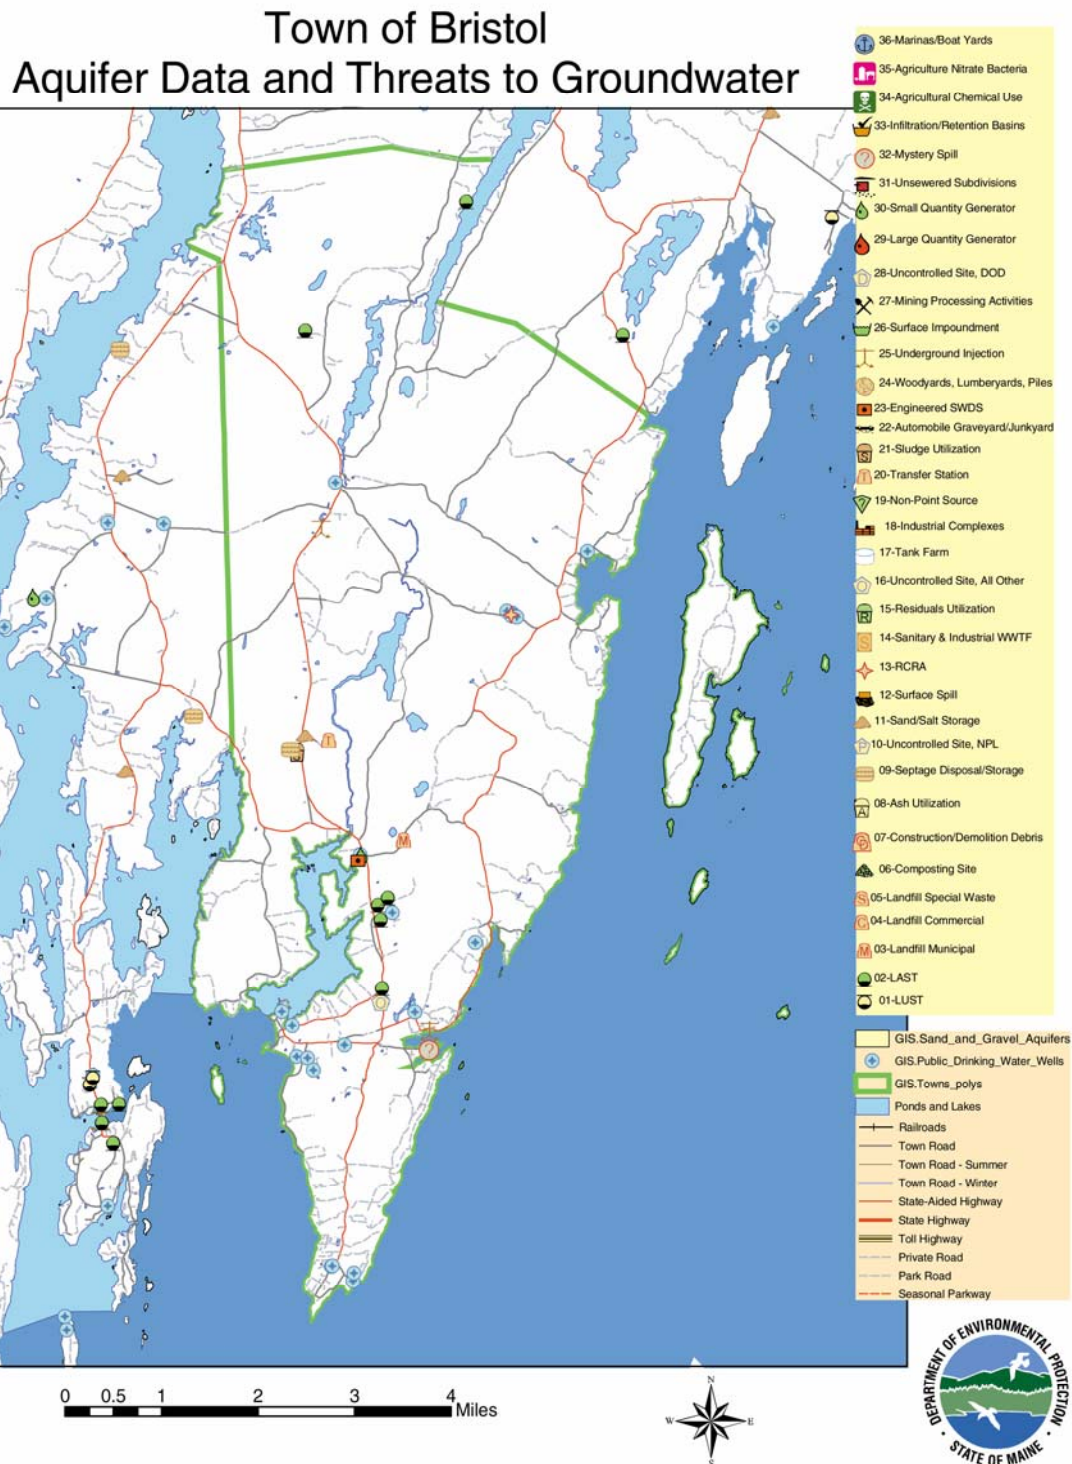 Town of Bristol
Aquifer Data and Threats to Groundwater
36-Marinas/Boat Yards
35-Agriculture Nitrate Bacteria
34-Agricultural Chemical Use
33-Infiltration/Retention Basins
32-Mystery Spill
31-Unsewered Subdivisions
30-Small Quantity Generator
29-Large Quantity Generator
28-Uncontrolled Site, DOD
27-Mining Processing Activities
26-Surface Impoundment
25-Underground Injection
24-Woodyards, Lumberyards, Piles
23-Engineered SWDS
22-Automobile Graveyard/Junkyard
21-Sludge Utilization
20-Transfer Station
19-Non-Point Source
18-Industrial Complexes
17-Tank Farm
16-Uncontrolled Site, All Other
15-Residuals Utilization
14-Sanitary & Industrial WWTF
13-RCRA
12-Surface Spill
11-Sand/Salt Storage
10-Uncontrolled Site, NPL
09-Septage Disposal/Storage
08-Ash Utilization
07-Construction/Demolition Debris
06-Composting Site
05-Landfill Special Waste
04-Landfill Commercial
03-Landfill Municipal
02-LAST
01-LUST
GIS.Sand_and_Gravel_Aquifers
GIS.Public_Drinking_Water_Wells
GIS.Towns_polys
Ponds and Lakes
Railroads
Town Road
Town Road - Summer
Town Road - Winter
State-Aided Highway
State Highway
Toll Highway
Private Road
Park Road
Seasonal Parkway
0 0.5 1 2 3 4
Miles
N
W E
S
DEPARTMENT OF ENVIRONMENTAL PROTECTION
STATE OF MAINE